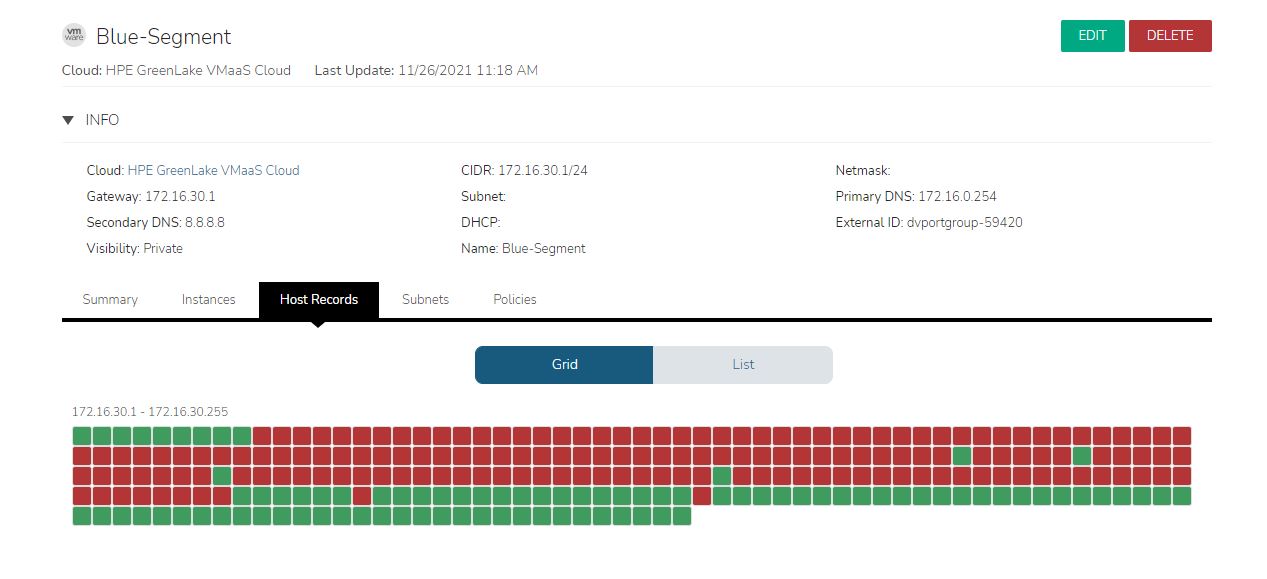 vm
ware
Blue-Segment
EDIT
DELETE
Cloud: HPE GreenLake VMaaS Cloud Last Update: 11/26/2021 11:18 AM
INFO
Cloud: HPE GreenLake VMaaS Cloud
CIDR: 172.16.30.1/24
Netmask:
Gateway: 172.16.30.1
Subnet:
Primary DNS: 172.16.0.254
Secondary DNS: 8.8.8.8
DHCP:
External ID: dvportgroup-59420
Visibility: Private
Name: Blue-Segment
Summary Instances Host Records Subnets Policies
Grid List
172.16.30.1 - 172.16.30.255